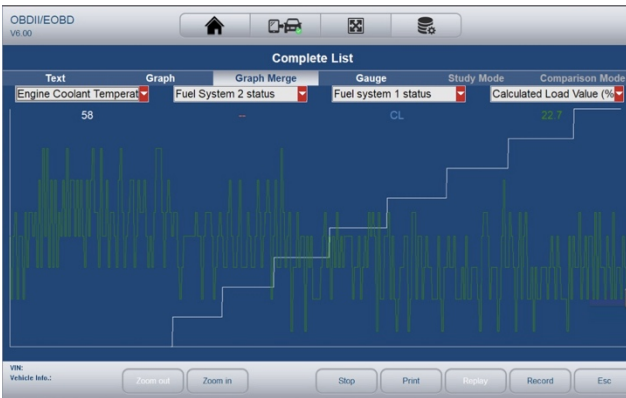 OBDII/EOBD
V6.00
Complete List
Text Graph Graph Merge Gauge Study Mode Comparison Mode
Engine Coolant Temperat Fuel System 2 status Fuel system 1 status Calculated Load Value (%
58 -- CL 22.7
VIN:
Vehicle Info.:
Zoom out Zoom in Stop Print Replay Record Esc